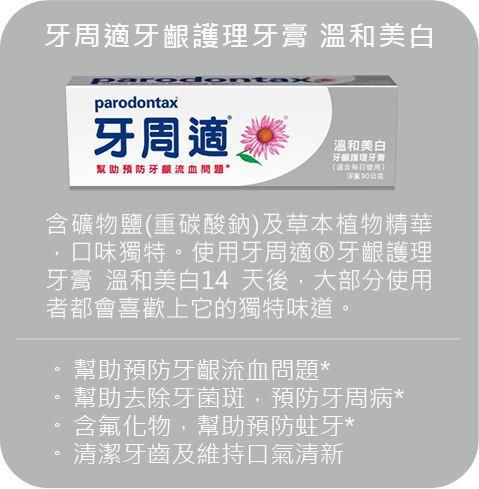 牙周適牙齦護理牙膏 溫和美白
parodontax
parodontax
牙周適®
幫助預防牙齦流血問題*
溫和美白
牙齦護理牙膏
(適合每日使用)
淨重90公克
含礦物鹽(重碳酸鈉)及草本植物精華
，口味獨特。使用牙周適®牙齦護理
牙膏 溫和美白14 天後，大部分使用
者都會喜歡上它的獨特味道。
。幫助預防牙齦流血問題*
。幫助去除牙菌斑，預防牙周病*
。含氟化物，幫助預防蛀牙*
。清潔牙齒及維持口氣清新